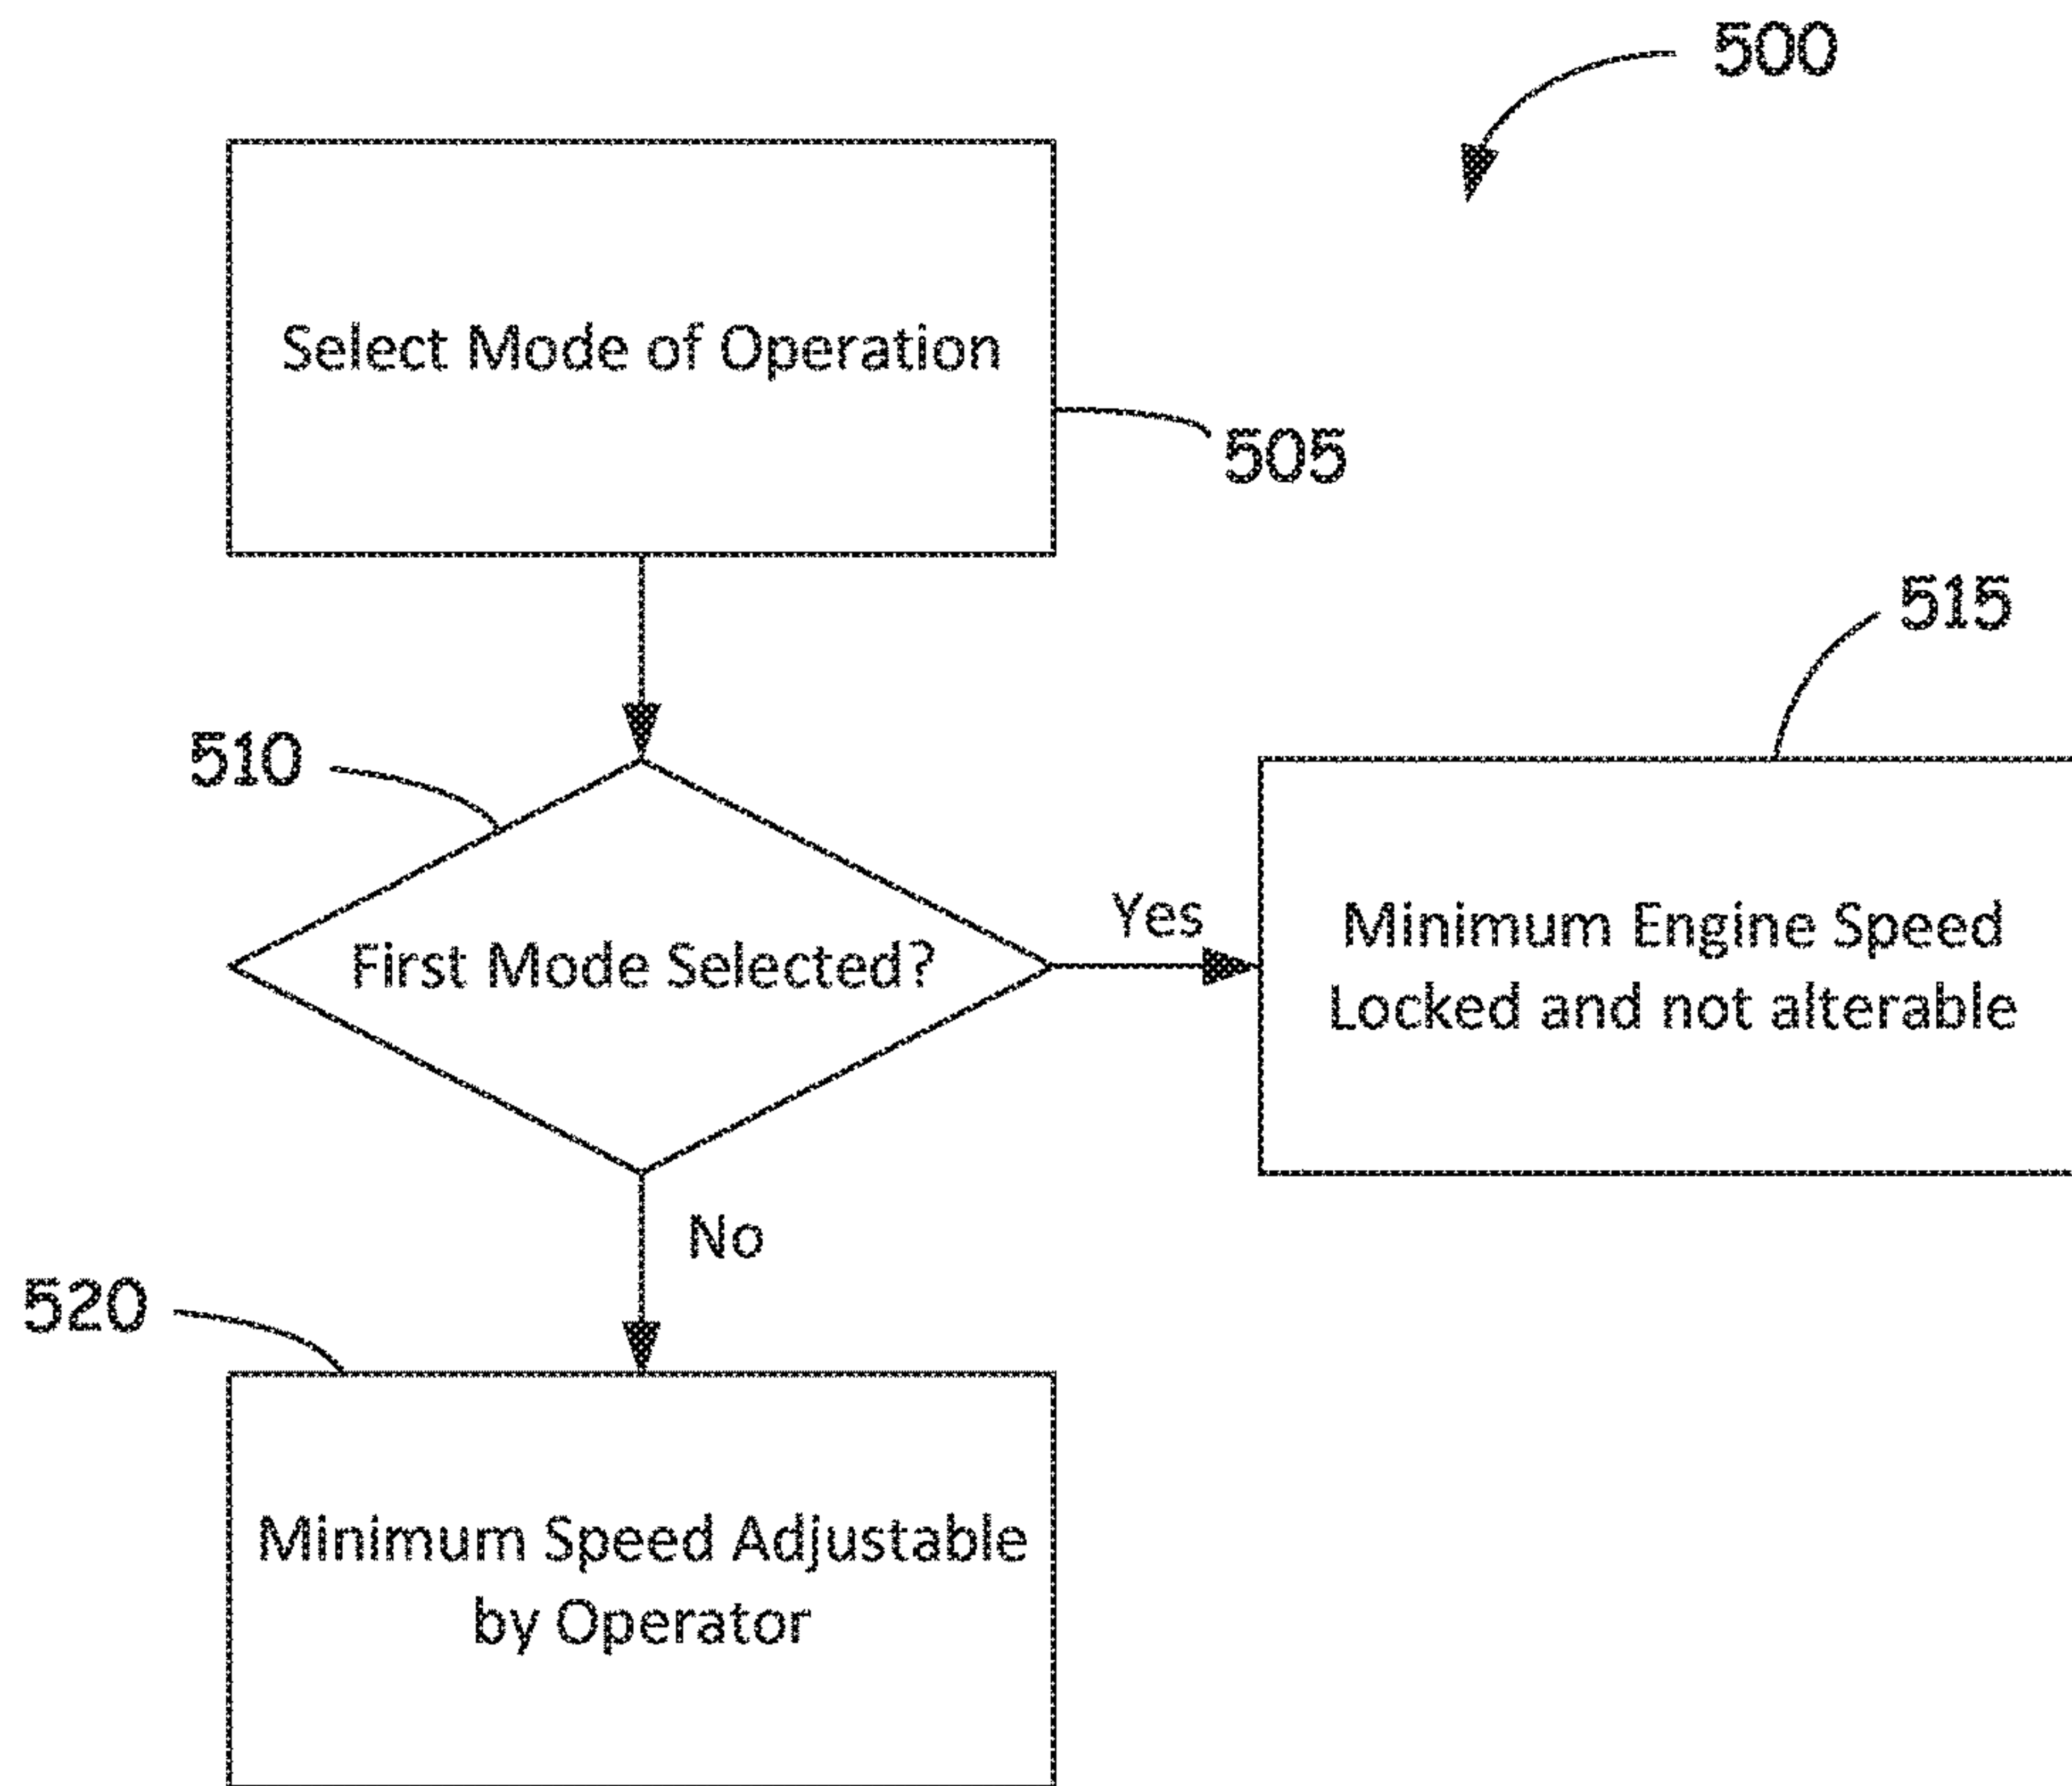 500
Select Mode of Operation
505
515
510
Yes
First Mode Selected?
Minimum Engine Speed
Locked and not alterable
No
520
Minimum Speed Adjustable
by Operator